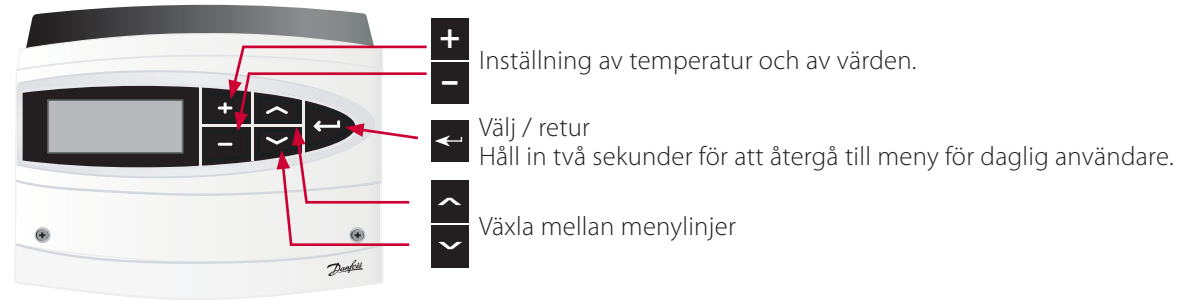 +
−
Inställning av temperatur och av värden.
Välj / retur
Håll in två sekunder för att återgå till meny för daglig användare.
Växla mellan menylinjer
+
−
Danfoss